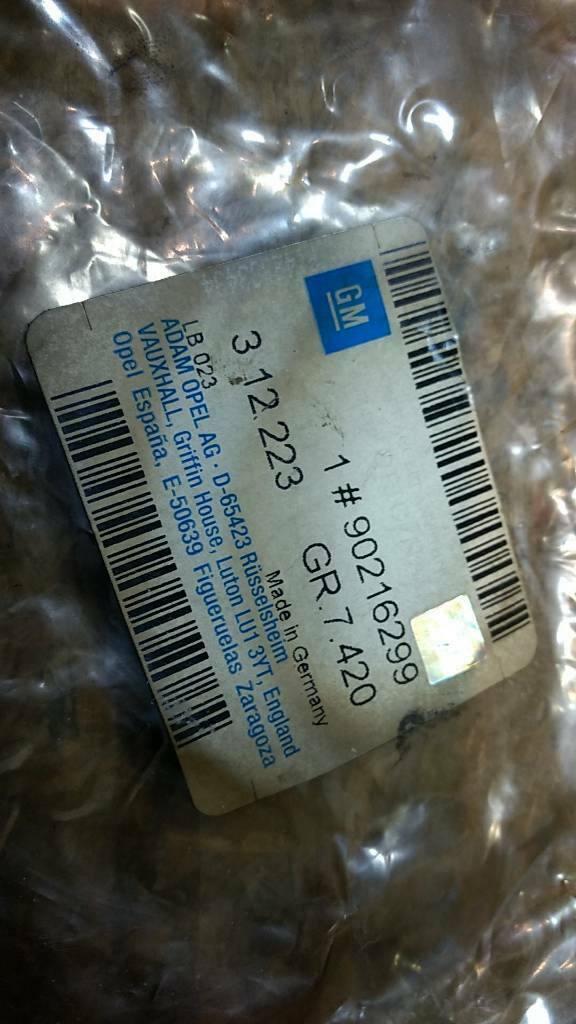 GM
1 # 90216299
GR.7.420
3 12.223
Made in Germany
LB 023
ADAM OPEL AG · D-65423 Rüsselsheim
VAUXHALL, Griffin House, Luton LU1 3YT, England
Opel España, E-50639 Figueruelas Zaragoza